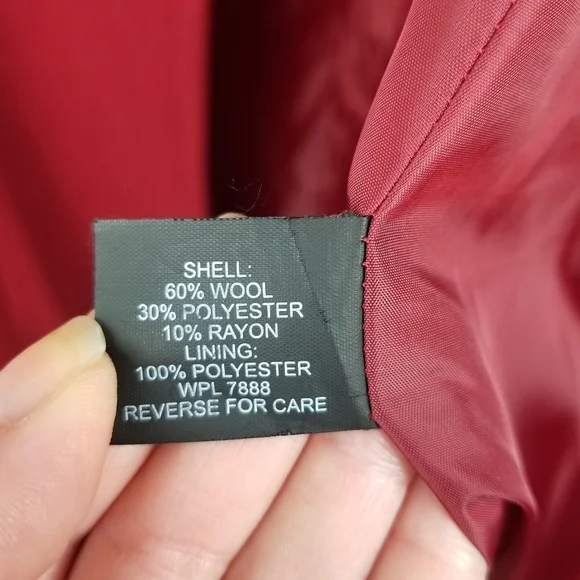 SHELL:
60% WOOL
30% POLYESTER
10% RAYON
LINING:
100% POLYESTER
WPL 7888
REVERSE FOR CARE